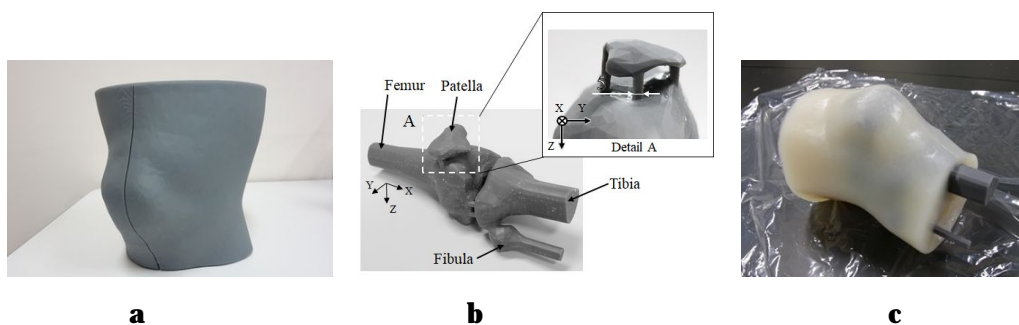 Femur
Patella
A
X
Y
Z
Detail A
Y
X
Z
Tibia
Fibula
a
b
c